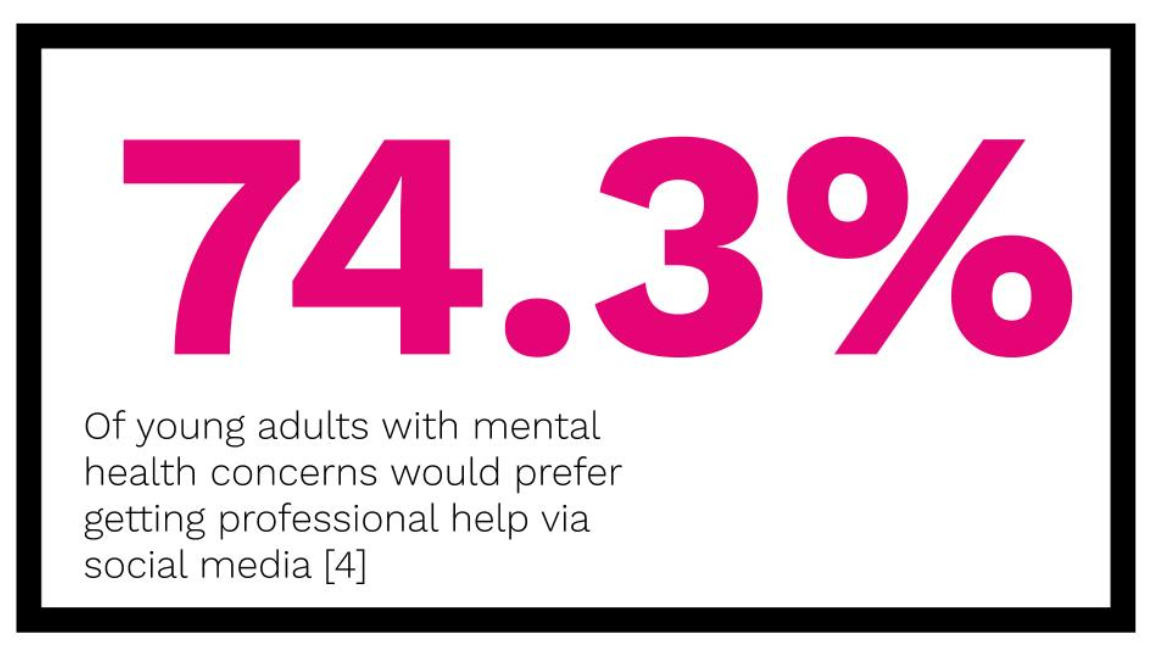 74.3%
Of young adults with mental
health concerns would prefer
getting professional help via
social media [4]